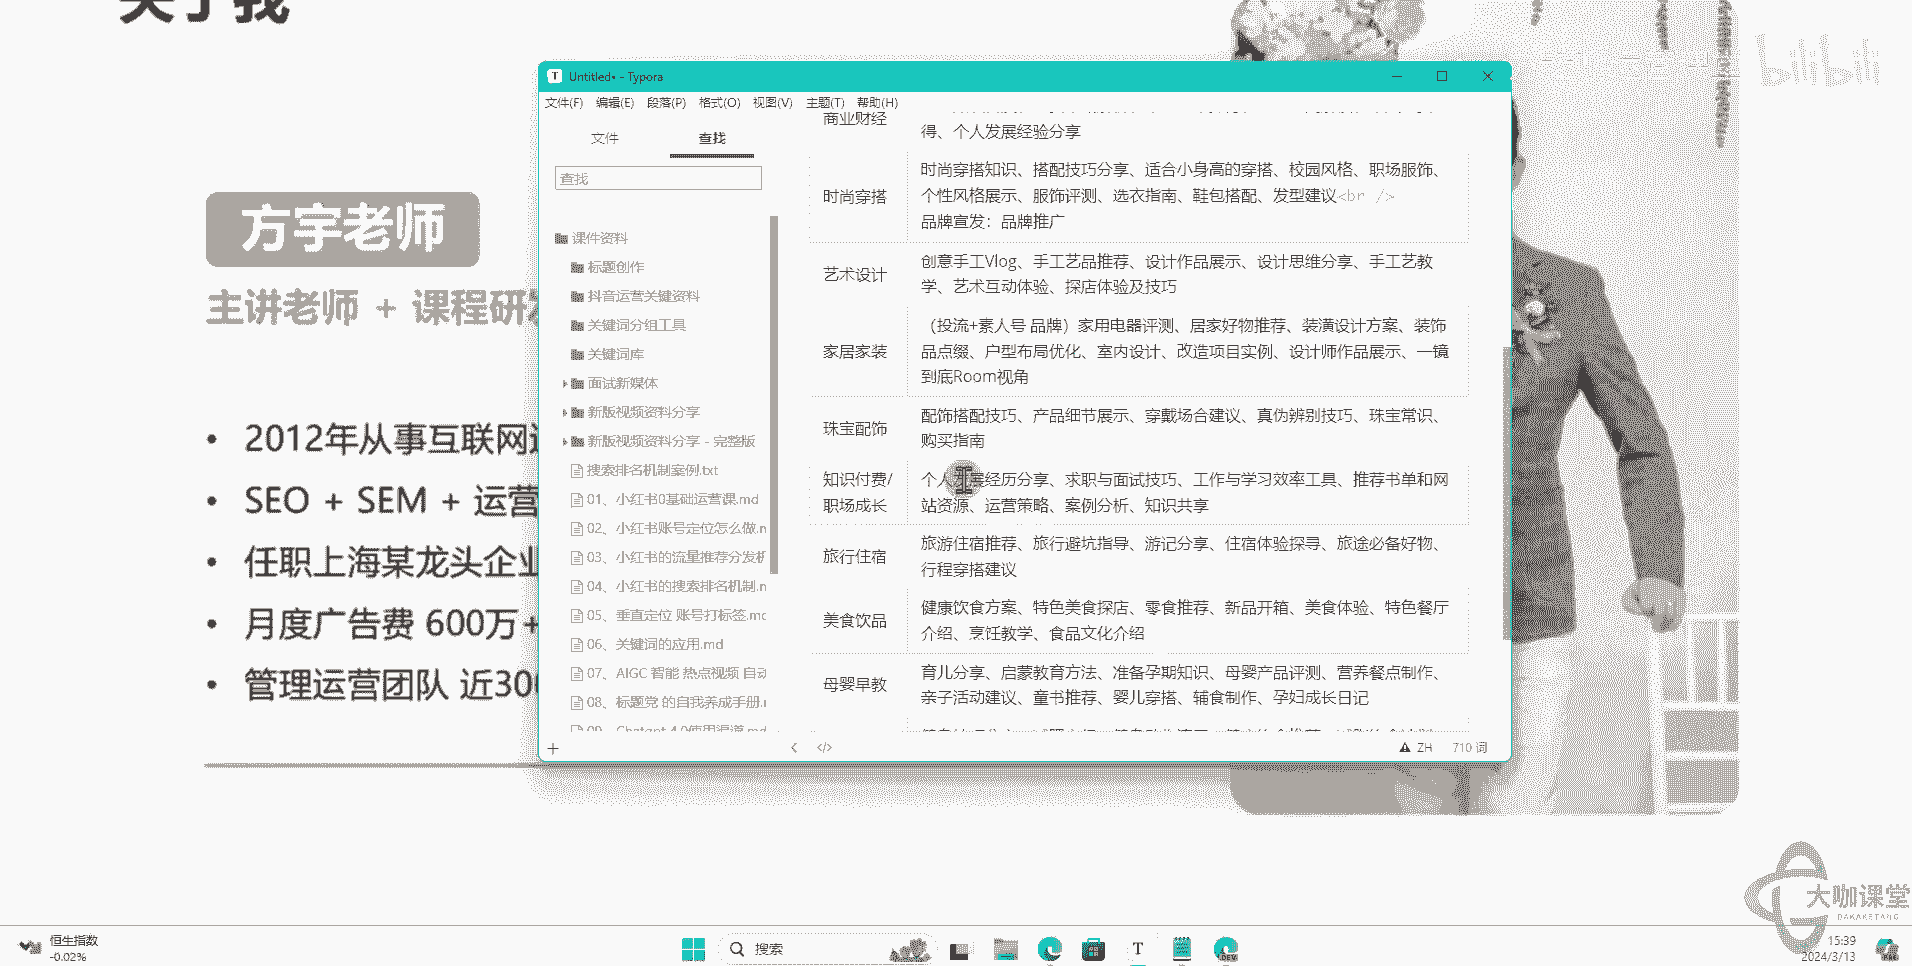 关于我
bilibili
方宇老师
主讲老师 + 课程研
2012年从事互联网
SEO + SEM + 运营
任职上海某龙头企业
月度广告费 600万+
管理运营团队 近300
Untitled• - Typora
文件(F) 编辑(E) 段落(P) 格式(O) 视图(V) 主题(T) 帮助(H)
文件 查找
查找
课件资料
标题创作
抖音运营关键资料
关键词分组工具
关键词库
面试新媒体
新版视频资料分享
新版视频资料分享 - 完整版
搜索排名机制案例.txt
01、小红书0基础运营课.md
02、小红书账号定位怎么做.m
03、小红书的流量推荐分发机
04、小红书的搜索排名机制.m
05、垂直定位 账号打标签.md
06、关键词的应用.md
07、AIGC 智能 热点视频 自动
08、标题党 的自我养成手册.m
09、Chatgpt 4.0使用渠道.md
商业财经
得、个人发展经验分享
时尚穿搭
时尚穿搭知识、搭配技巧分享、适合小身高的穿搭、校园风格、职场服饰、
个性风格展示、服饰评测、选衣指南、鞋包搭配、发型建议<br />
品牌宣发：品牌推广
艺术设计
创意手工Vlog、手工艺品推荐、设计作品展示、设计思维分享、手工艺教
学、艺术互动体验、探店体验及技巧
家居家装
（投流+素人号 品牌）家用电器评测、居家好物推荐、装潢设计方案、装饰
品点缀、户型布局优化、室内设计、改造项目实例、设计师作品展示、一镜
到底Room视角
珠宝配饰
配饰搭配技巧、产品细节展示、穿戴场合建议、真伪辨别技巧、珠宝常识、
购买指南
知识付费/
职场成长
个人发展经历分享、求职与面试技巧、工作与学习效率工具、推荐书单和网
站资源、运营策略、案例分析、知识共享
旅行住宿
旅游住宿推荐、旅行避坑指导、游记分享、住宿体验探寻、旅途必备好物、
行程穿搭建议
美食饮品
健康饮食方案、特色美食探店、零食推荐、新品开箱、美食体验、特色餐厅
介绍、烹饪教学、食品文化介绍
母婴早教
育儿分享、启蒙教育方法、准备孕期知识、母婴产品评测、营养餐点制作、
亲子活动建议、童书推荐、婴儿穿搭、辅食制作、孕妇成长日记
ZH 710 词
大咖课堂
DAKAKETANG
恒生指数
-0.02%
搜索
T
DEV
15:39
2024/3/13